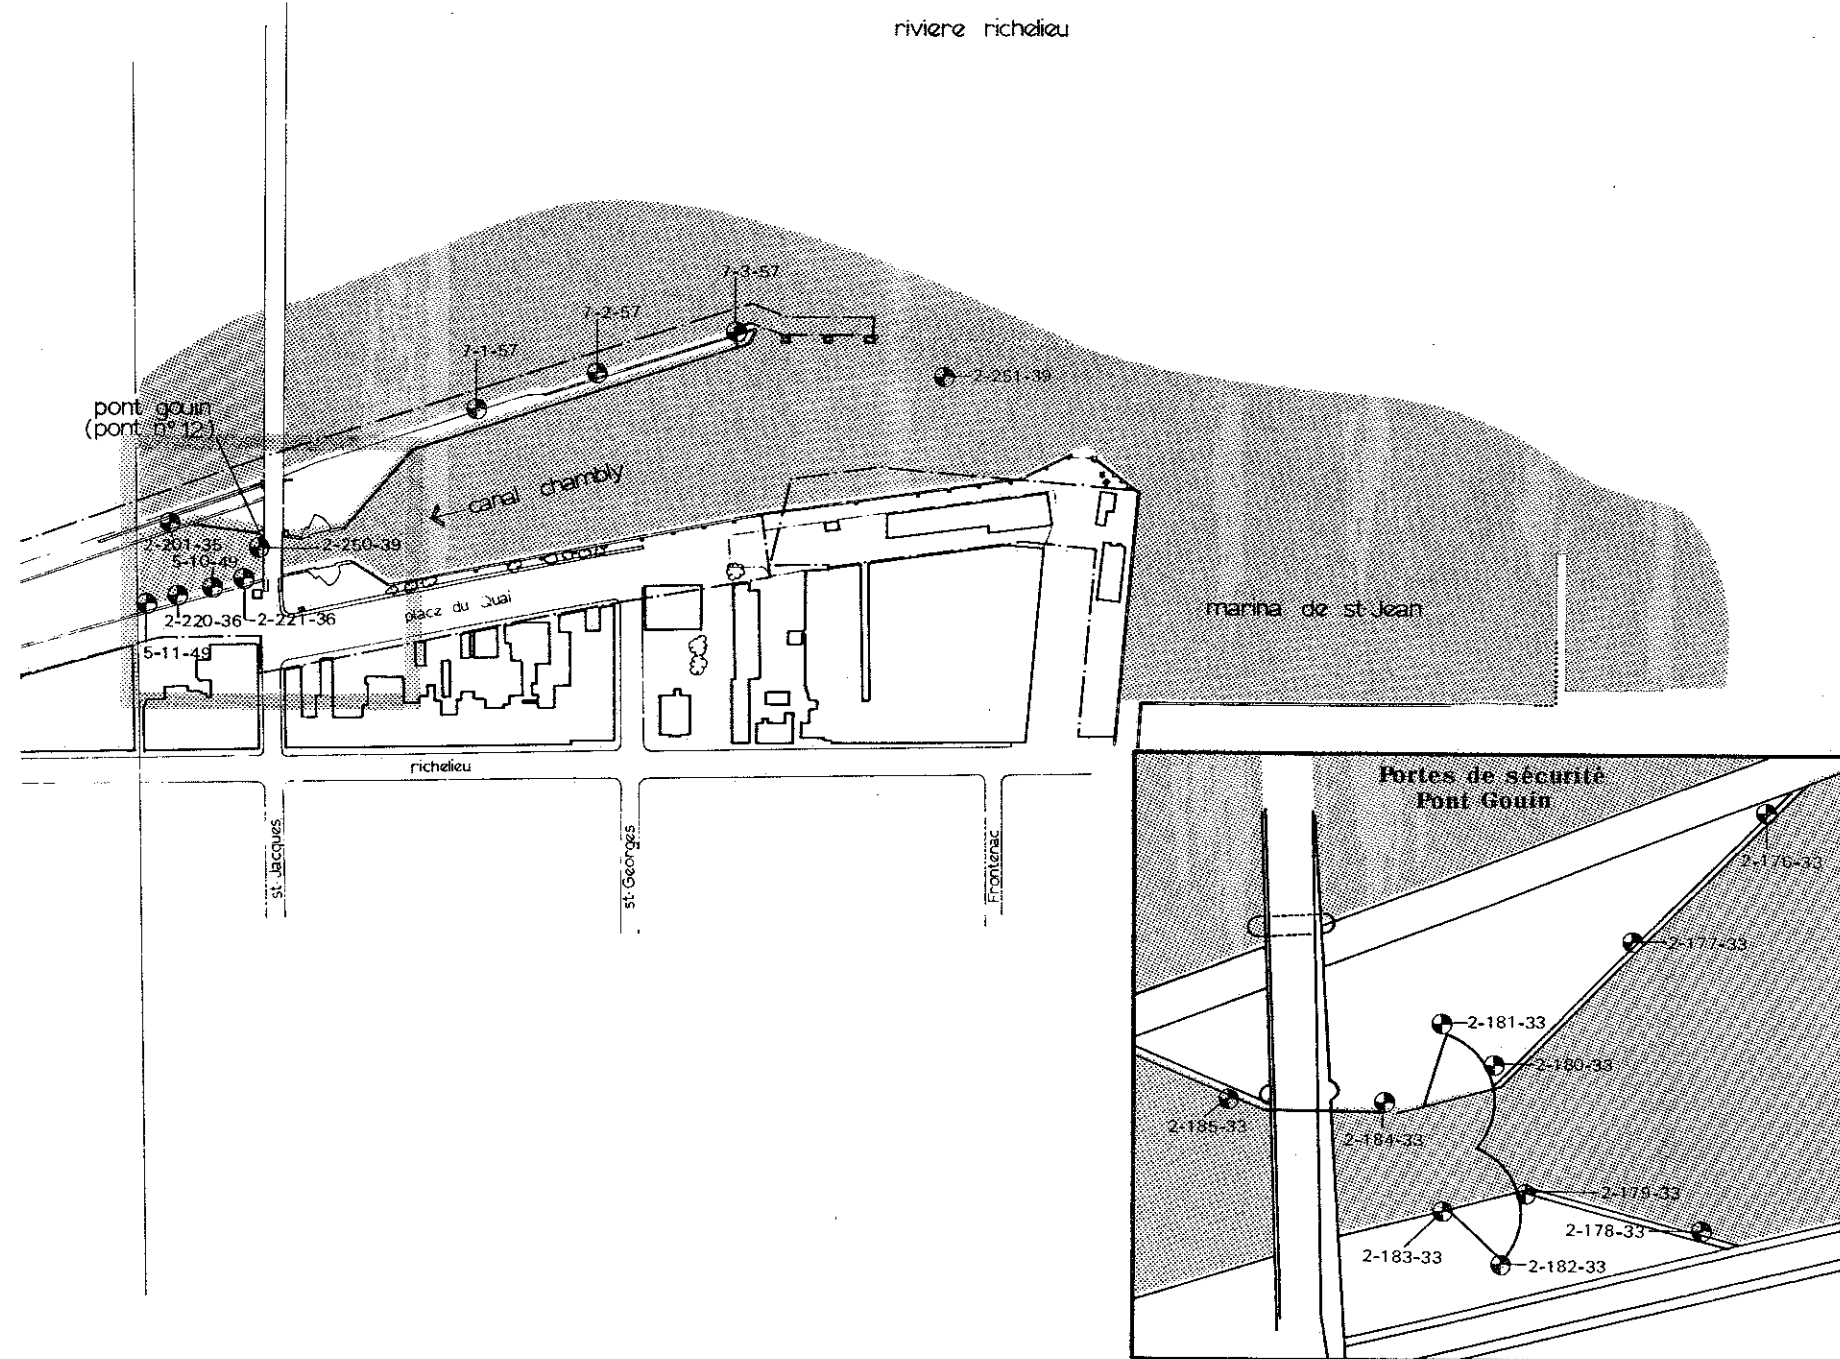 riviere richelieu
7-3-57
7-2-57
7-1-57
2-251-39
pont gouin
(pont nº 12)
canal chambly
2-201-35
2-250-39
5-10-49
2-220-36
2-221-36
5-11-49
place du Quai
marina de st Jean
richelieu
st-Jacques
st-Georges
Frontenac
Portes de sécurité
Pont Gouin
2-176-33
2-177-33
2-181-33
2-180-33
2-185-33
2-184-33
2-179-33
2-178-33
2-183-33
2-182-33